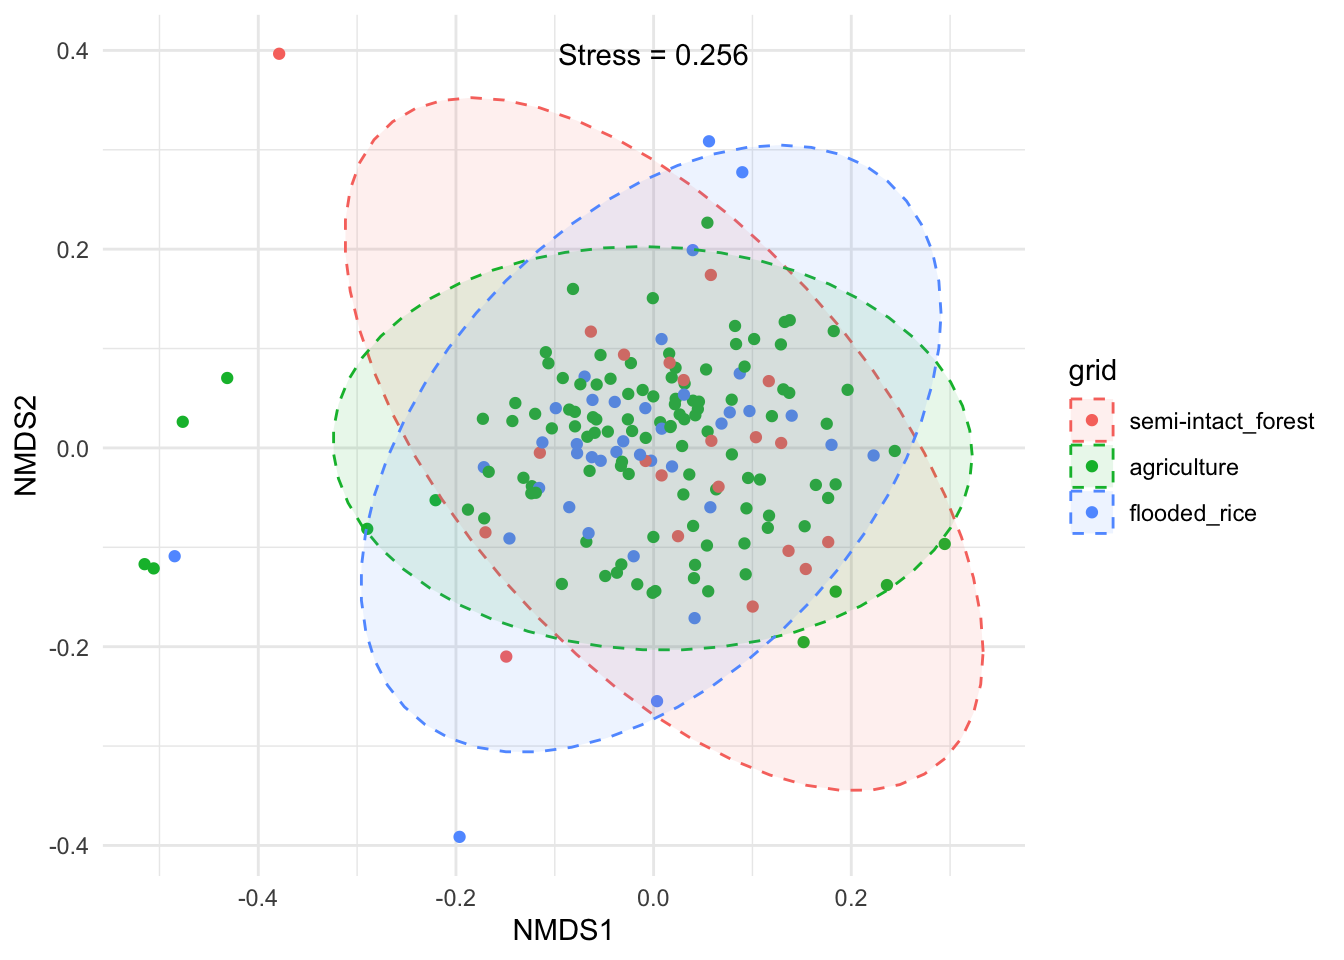 Stress = 0.256
0.4
0.2
0.0
-0.2
-0.4
NMDS2
-0.4
-0.2
0.0
0.2
NMDS1
grid
semi-intact_forest
agriculture
flooded_rice